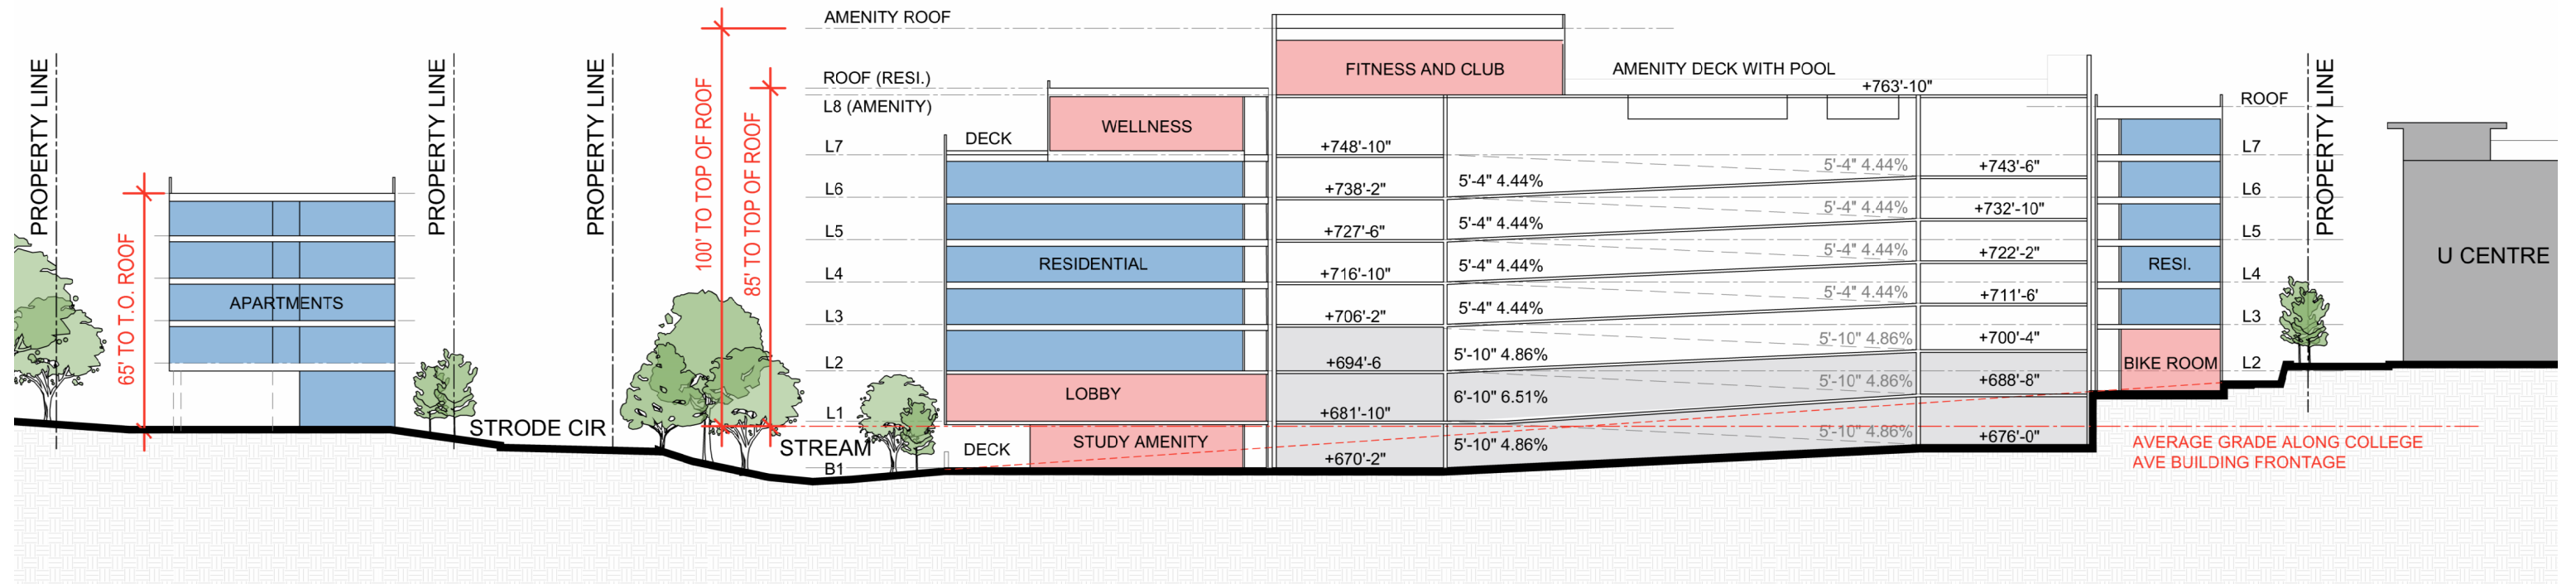 AMENITY ROOF
100' TO TOP OF ROOF
85' TO TOP OF ROOF
ROOF (RESI.)
L8 (AMENITY)
L7
L6
L5
L4
L3
L2
L1
B1
PROPERTY LINE
65' TO T.O. ROOF
APARTMENTS
PROPERTY LINE
STRODE CIR
PROPERTY LINE
STREAM
DECK
WELLNESS
RESIDENTIAL
LOBBY
DECK
STUDY AMENITY
FITNESS AND CLUB
AMENITY DECK WITH POOL
+763'-10"
+748'-10"
+738'-2"
+727'-6"
+716'-10"
+706'-2"
+694'-6
+681'-10"
+670'-2"
5'-4" 4.44%
5'-4" 4.44%
5'-4" 4.44%
5'-4" 4.44%
5'-10" 4.86%
6'-10" 6.51%
5'-10" 4.86%
5'-4" 4.44%
5'-4" 4.44%
5'-4" 4.44%
5'-4" 4.44%
5'-10" 4.86%
5'-10" 4.86%
5'-10" 4.86%
+743'-6"
+732'-10"
+722'-2"
+711'-6'
+700'-4"
+688'-8"
+676'-0"
RESI.
BIKE ROOM
ROOF
L7
L6
L5
L4
L3
L2
PROPERTY LINE
U CENTRE
AVERAGE GRADE ALONG COLLEGE
AVE BUILDING FRONTAGE